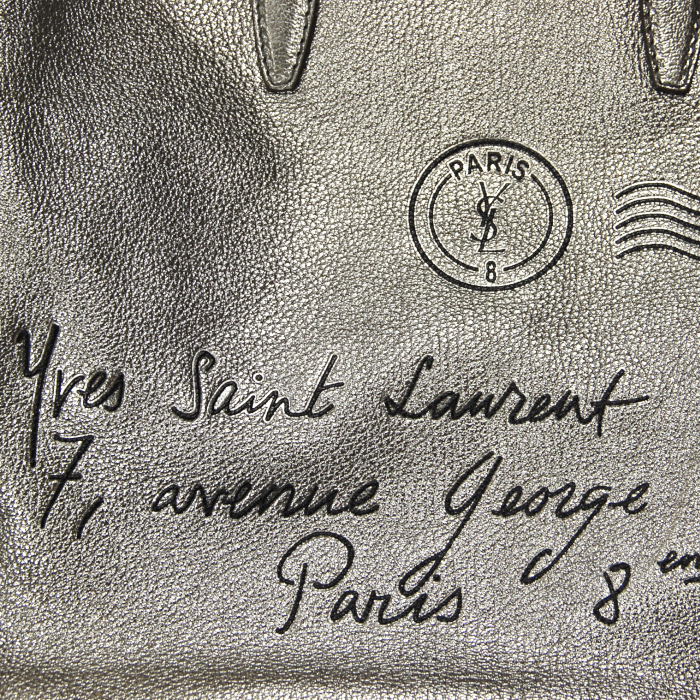 PARIS
YSL
8
Yves Saint Laurent
7, avenue George
Paris 8